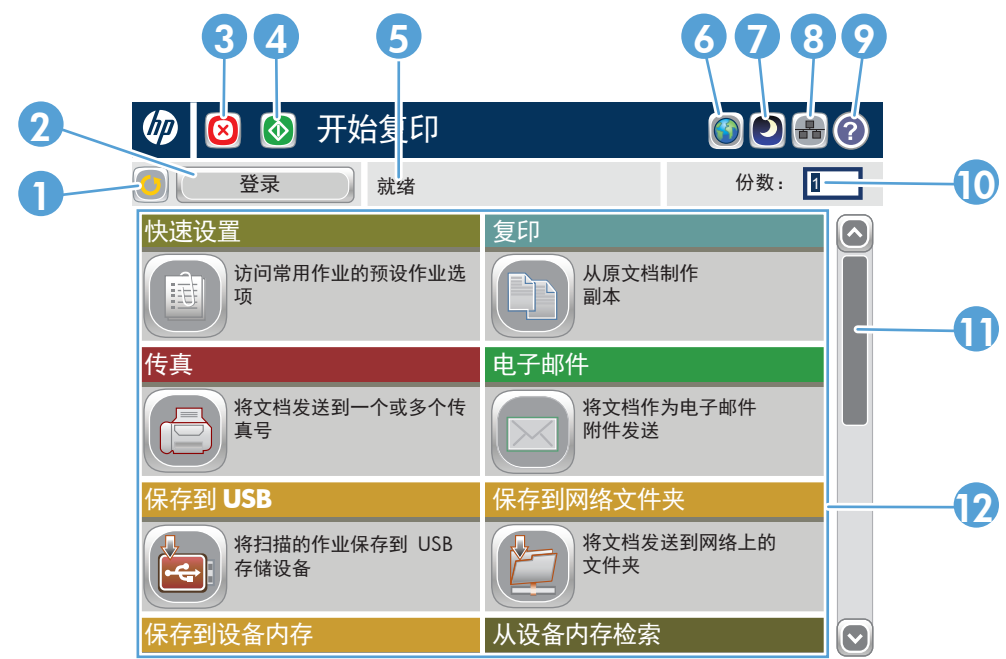 3 4 5 6 7 8 9
2
hp 开始复印 ?
1 登录 就绪 份数： 1 10
快速设置 复印
访问常用作业的预设作业选
项
从原文档制作
副本
11
传真 电子邮件
将文档发送到一个或多个传
真号
将文档作为电子邮件
附件发送
保存到 USB 保存到网络文件夹
12
将扫描的作业保存到 USB
存储设备
将文档发送到网络上的
文件夹
保存到设备内存 从设备内存检索